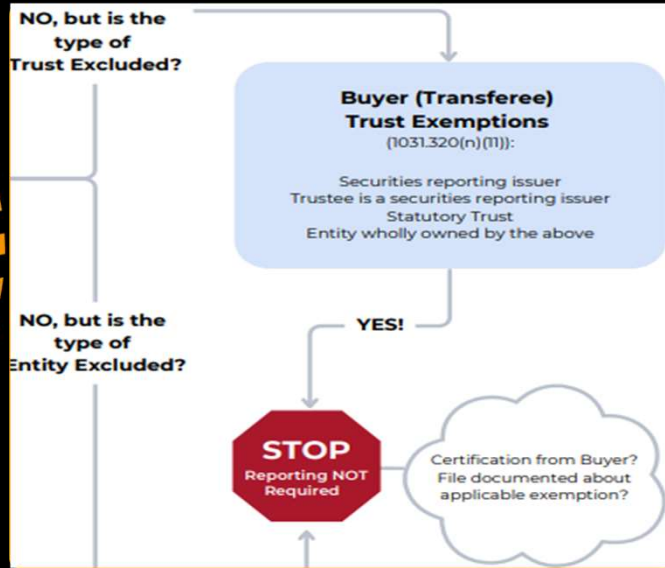 NO, but is the
type of
Trust Excluded?
Buyer (Transferee)
Trust Exemptions
(1031.320(n)(11)):
Securities reporting issuer
Trustee is a securities reporting issuer
Statutory Trust
Entity wholly owned by the above
NO, but is the
type of
Entity Excluded?
YES!
STOP
Reporting NOT
Required
Certification from Buyer?
File documented about
applicable exemption?